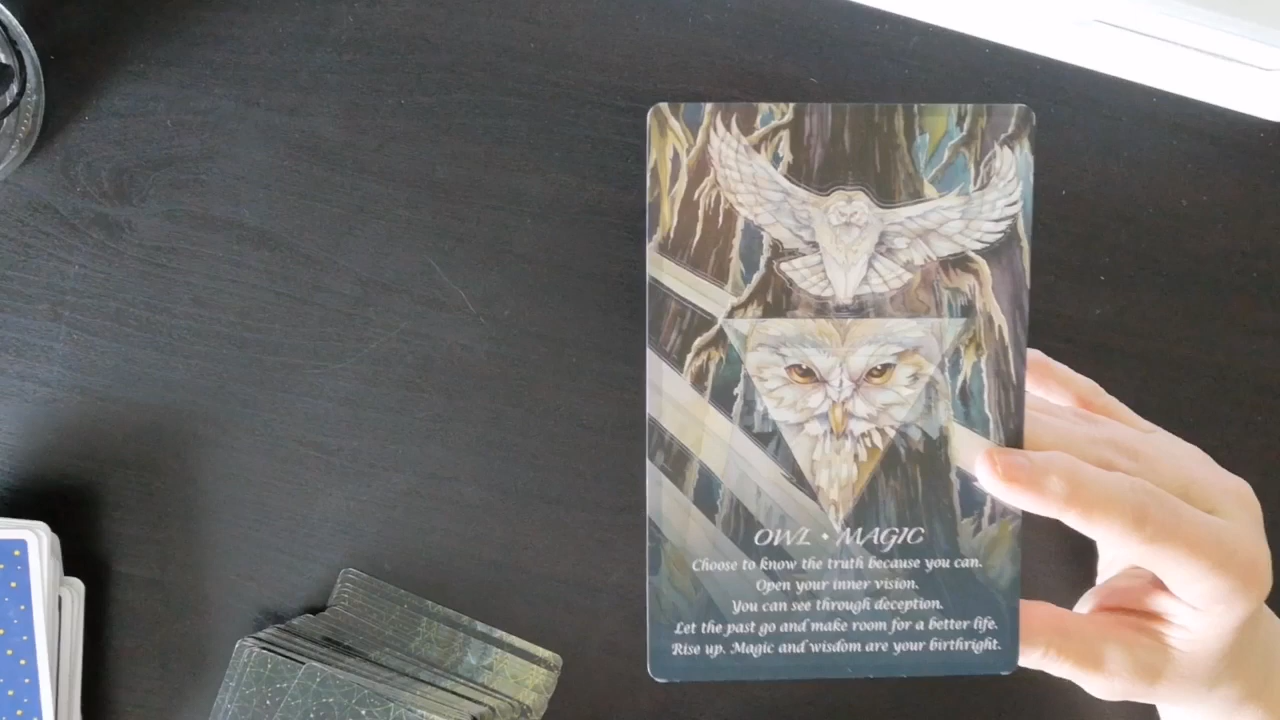 OWL • MAGIC
Choose to know the truth because you can.
Open your inner vision.
You can see through deception.
Let the past go and make room for a better life.
Rise up. Magic and wisdom are your birthright.